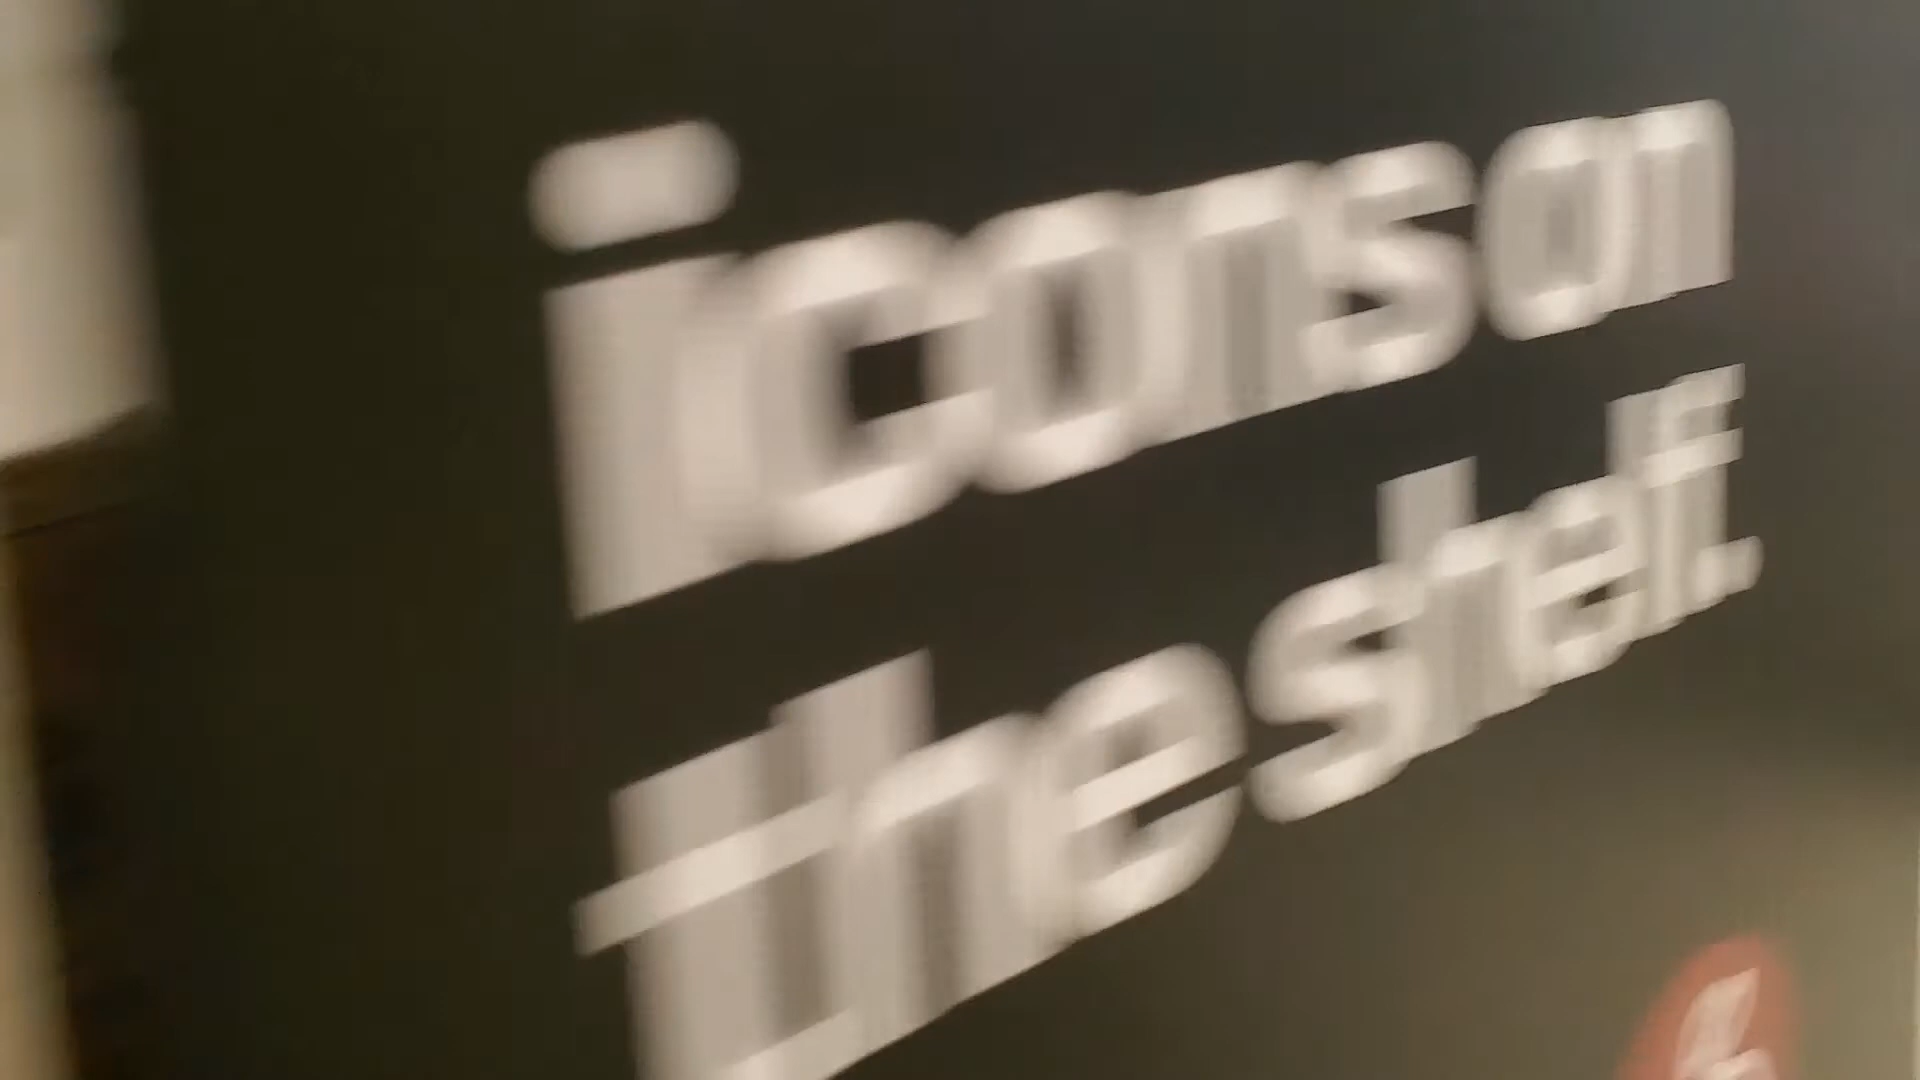 icons on
the shelf.